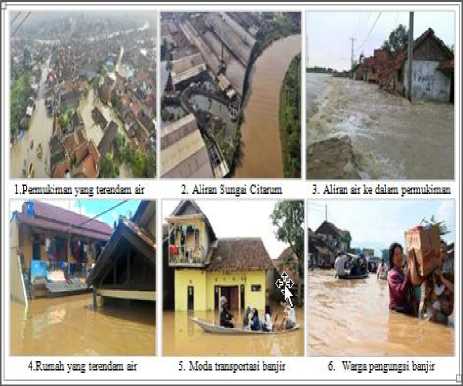 1.Permukiman yang terendam air
2. Aliran Sungai Citarum
3. Aliran air ke dalam permukiman
4.Rumah yang terendam air
5. Moda transportasi banjir
6. Warga pengungsi banjir